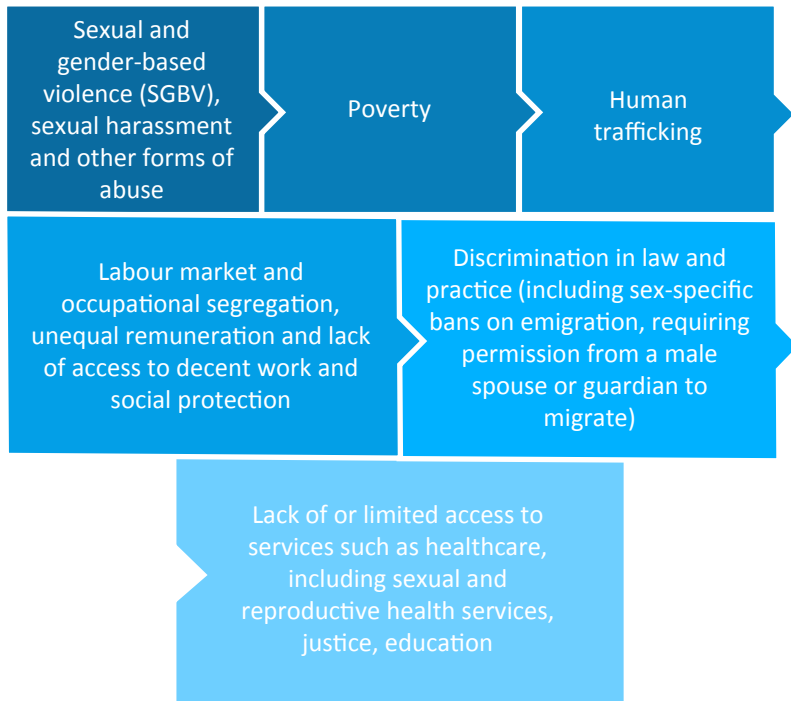 Sexual and
gender-based
violence (SGBV),
sexual harassment
and other forms of
abuse
Poverty
Human
trafficking
Labour market and
occupational segregation,
unequal remuneration and lack
of access to decent work and
social protection
Discrimination in law and
practice (including sex-specific
bans on emigration, requiring
permission from a male
spouse or guardian to
migrate)
Lack of or limited access to
services such as healthcare,
including sexual and
reproductive health services,
justice, education